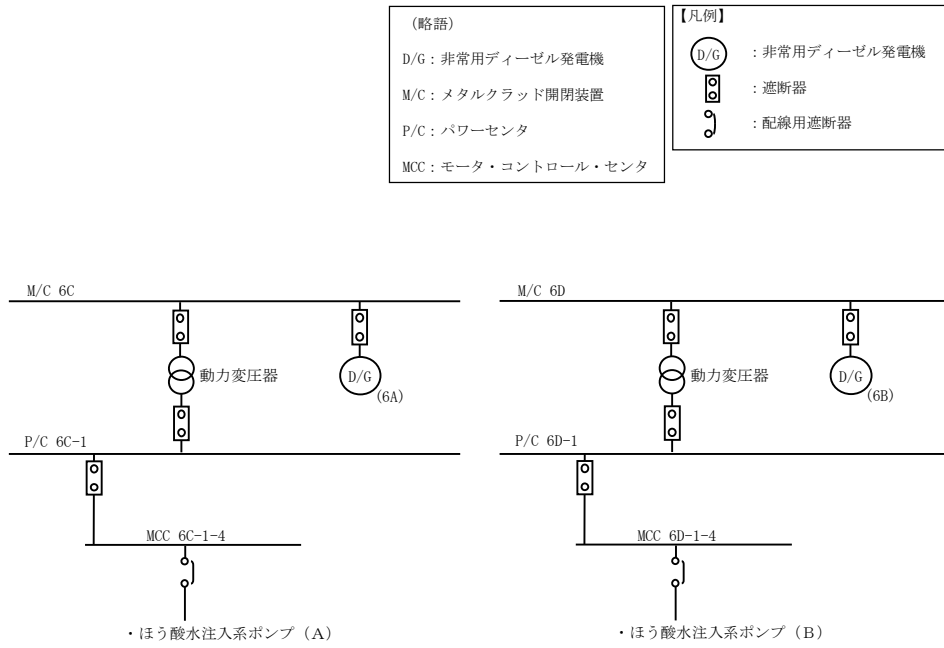 (略語)
D/G：非常用ディーゼル発電機
M/C：メタルクラッド開閉装置
P/C：パワーセンタ
MCC：モータ・コントロール・センタ
【凡例】
D/G ：非常用ディーゼル発電機
：遮断器
：配線用遮断器
M/C 6C
動力変圧器
D/G
(6A)
P/C 6C-1
MCC 6C-1-4
・ほう酸水注入系ポンプ（A）
M/C 6D
動力変圧器
D/G
(6B)
P/C 6D-1
MCC 6D-1-4
・ほう酸水注入系ポンプ（B）